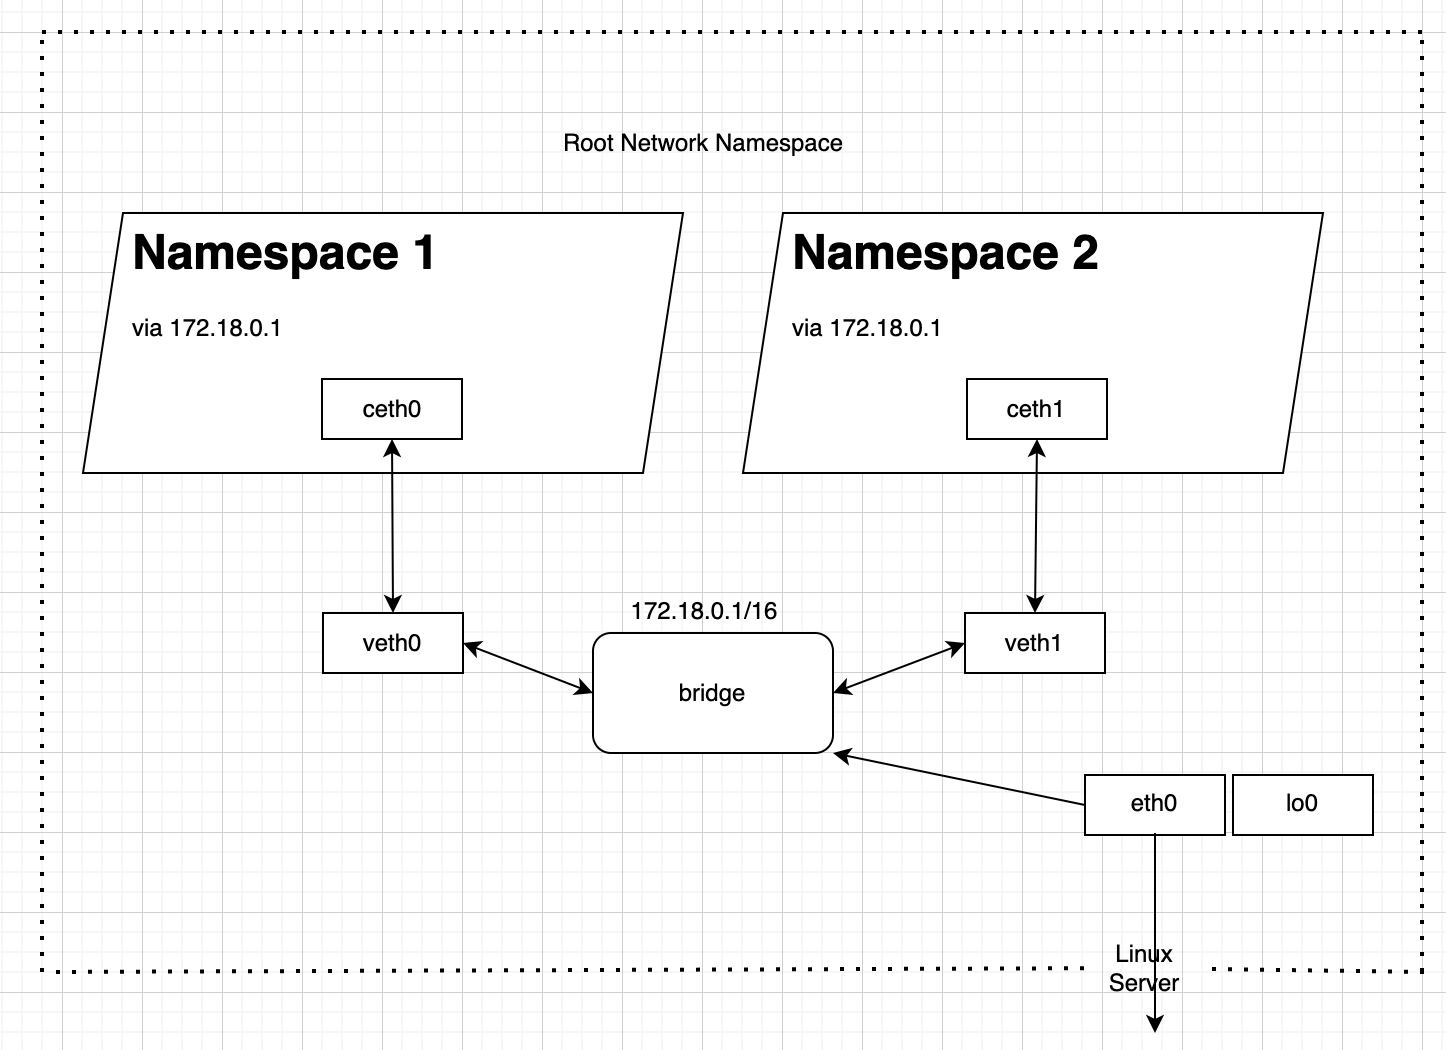 Root Network Namespace
Namespace 1
via 172.18.0.1
ceth0
Namespace 2
via 172.18.0.1
ceth1
veth0
172.18.0.1/16
bridge
veth1
eth0
lo0
Linux
Server